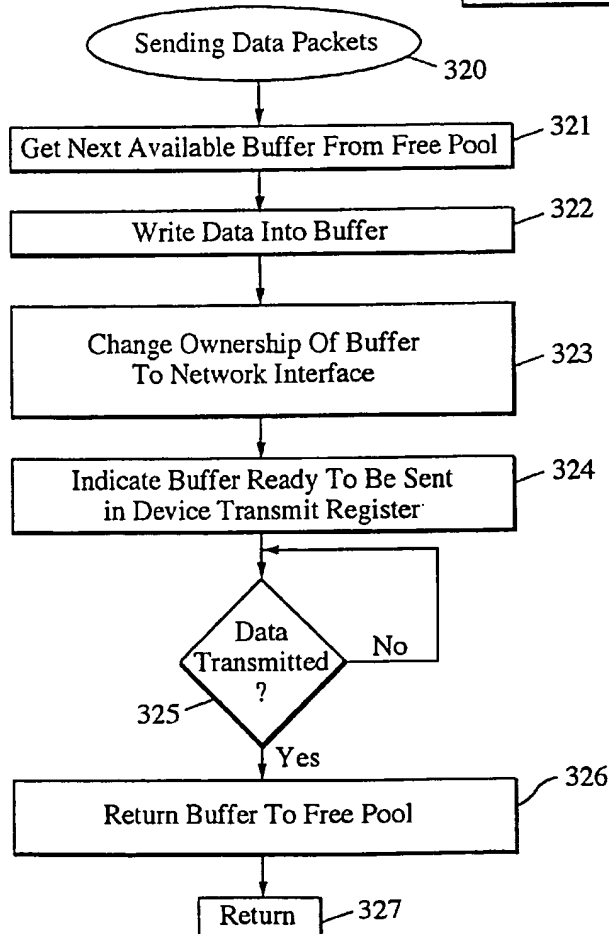 Sending Data Packets
320
Get Next Available Buffer From Free Pool
321
Write Data Into Buffer
322
Change Ownership Of Buffer
To Network Interface
323
Indicate Buffer Ready To Be Sent
in Device Transmit Register
324
Data
Transmitted
?
No
325
Yes
Return Buffer To Free Pool
326
Return
327